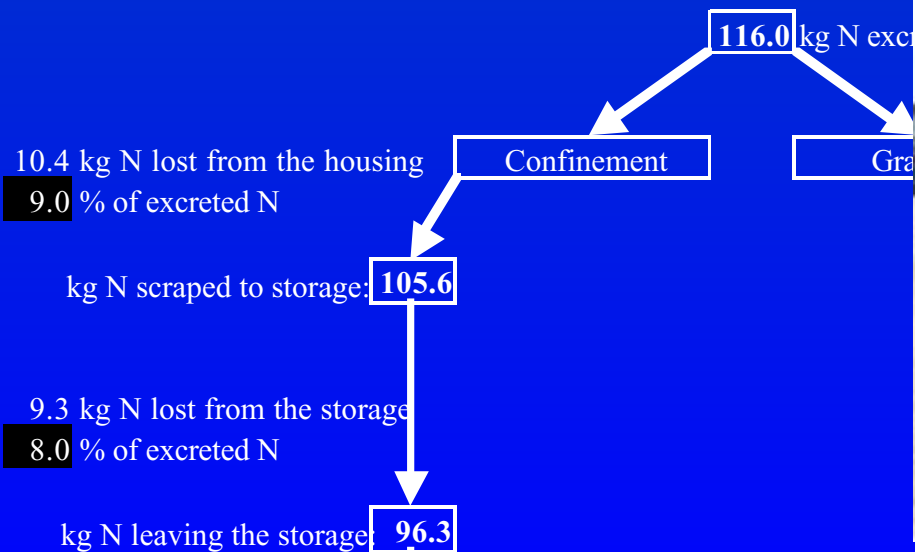 116.0 kg N
10.4 kg N lost from the housing
Confinement
9.0 % of excreted N
kg N scraped to storage: 105.6
9.3 kg N lost from the storage
8.0 % of excreted N
kg N leaving the storage: 96.3